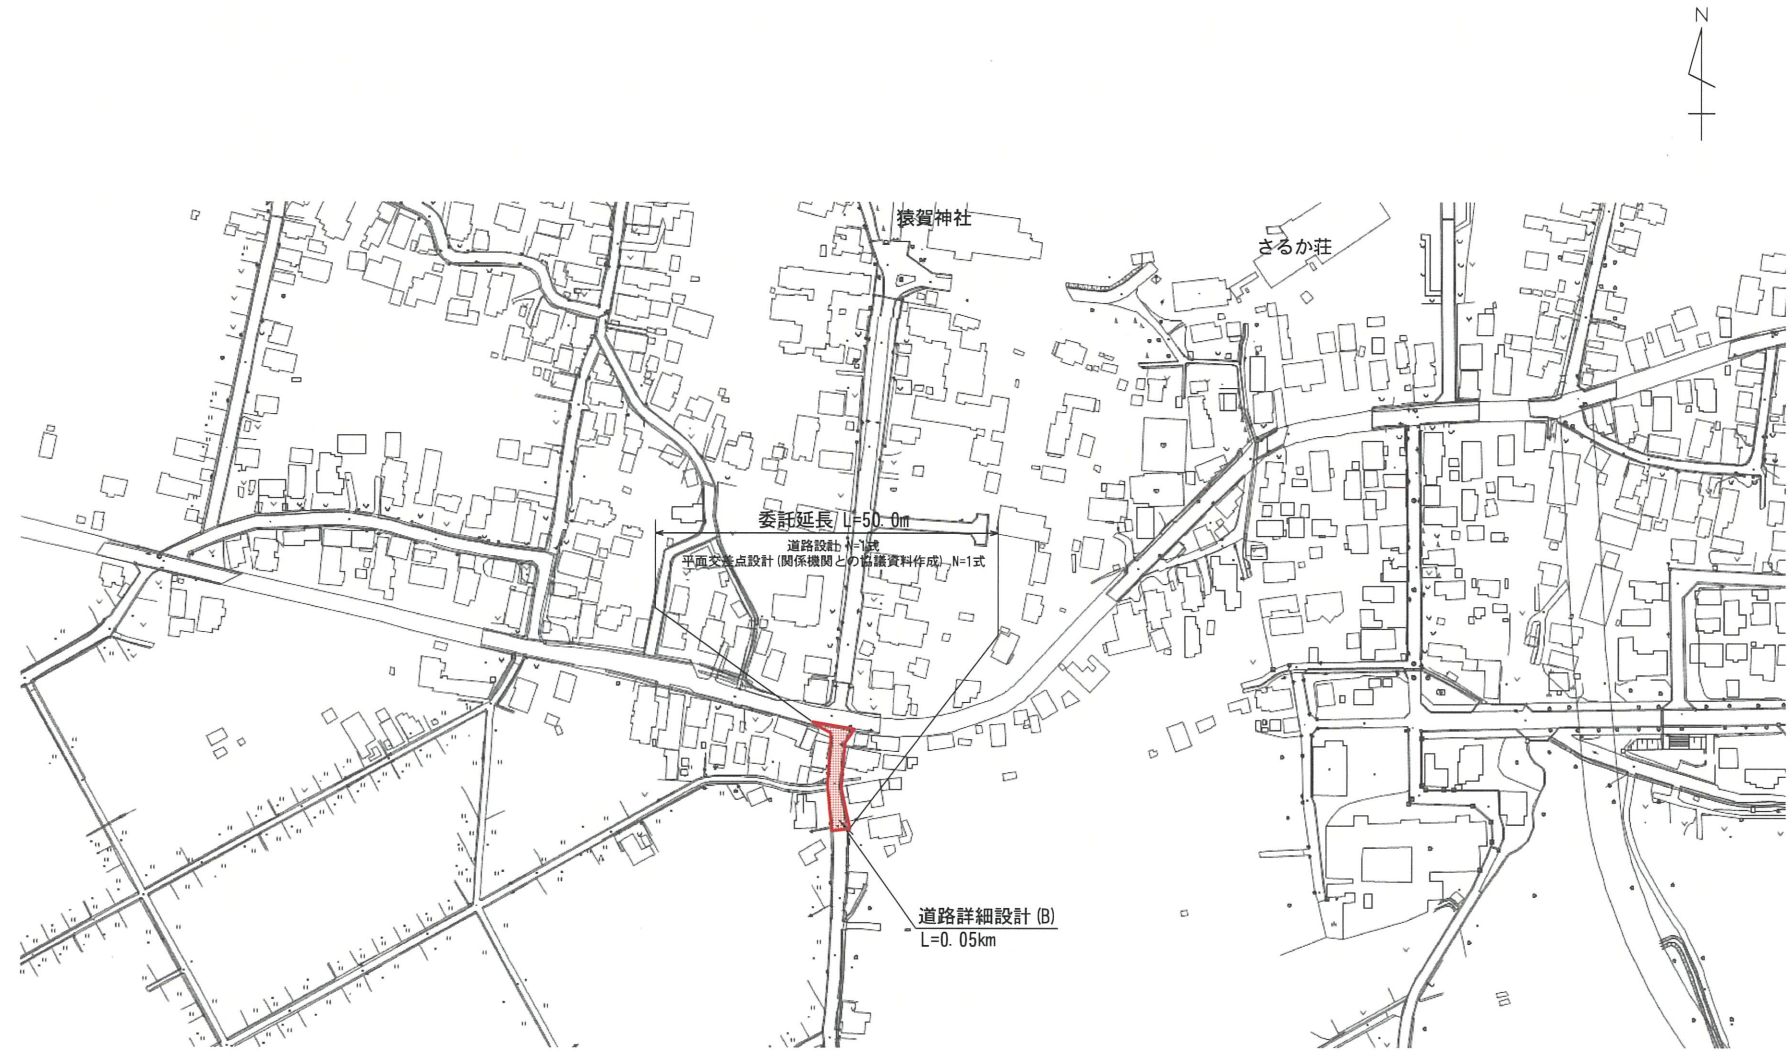 N
猿賀神社
さるか荘
委託延長 L=50.0m
道路設計 N=1式
平面交差点設計(関係機関との協議資料作成) N=1式
道路詳細設計(B)
L=0.05km